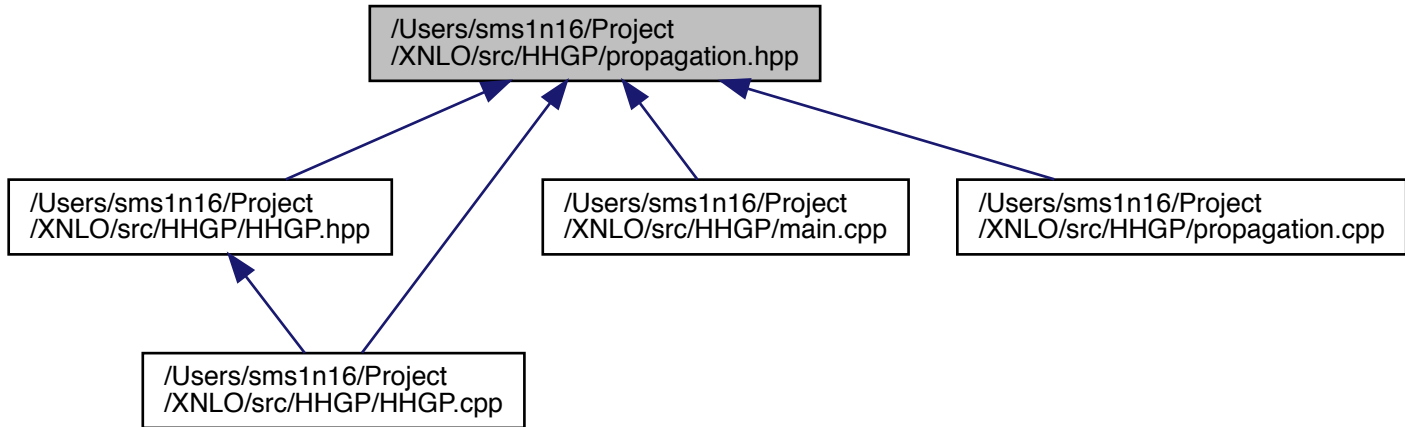 /Users/sms1n16/Project
/XNLO/src/HHGP/propagation.hpp
/Users/sms1n16/Project
/XNLO/src/HHGP/HHGP.hpp
/Users/sms1n16/Project
/XNLO/src/HHGP/main.cpp
/Users/sms1n16/Project
/XNLO/src/HHGP/propagation.cpp
/Users/sms1n16/Project
/XNLO/src/HHGP/HHGP.cpp